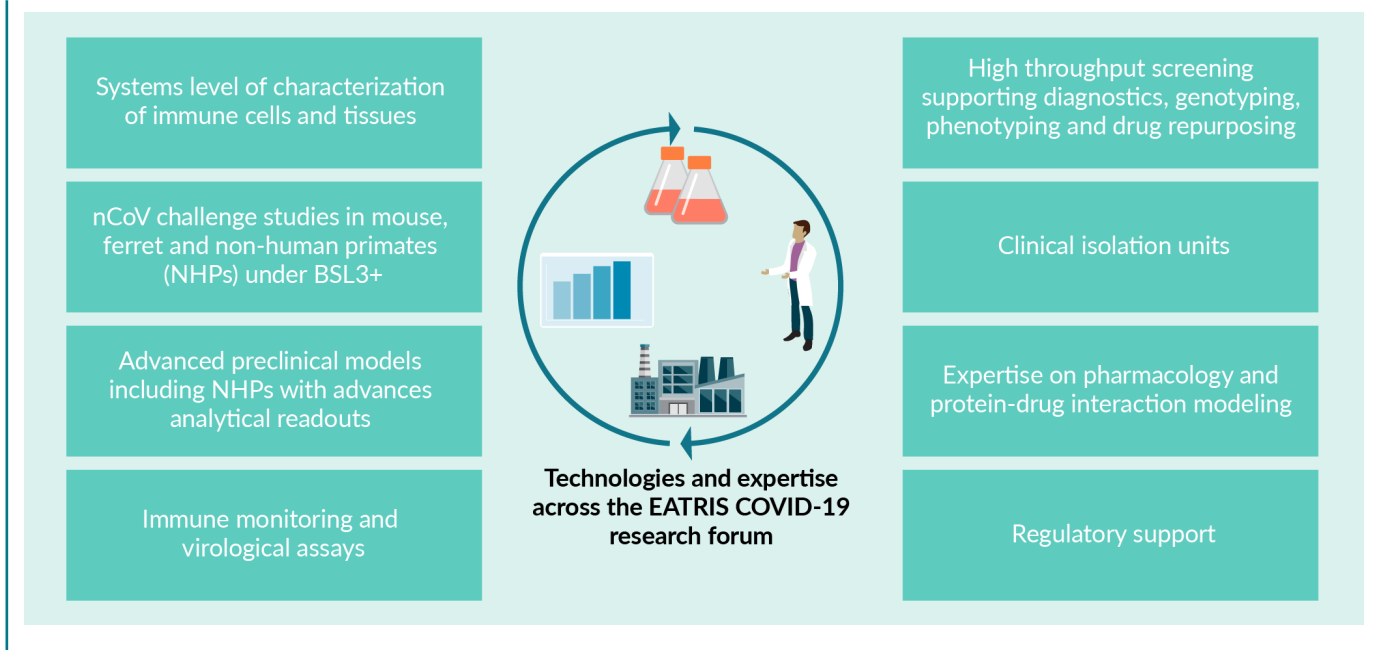 Systems level of characterization
of immune cells and tissues
nCoV challenge studies in mouse,
ferret and non-human primates
(NHPs) under BSL3+
Advanced preclinical models
including NHPs with advances
analytical readouts
Immune monitoring and
virological assays
Technologies and expertise
across the EATRIS COVID-19
research forum
High throughput screening
supporting diagnostics, genotyping,
phenotyping and drug repurposing
Clinical isolation units
Expertise on pharmacology and
protein-drug interaction modeling
Regulatory support